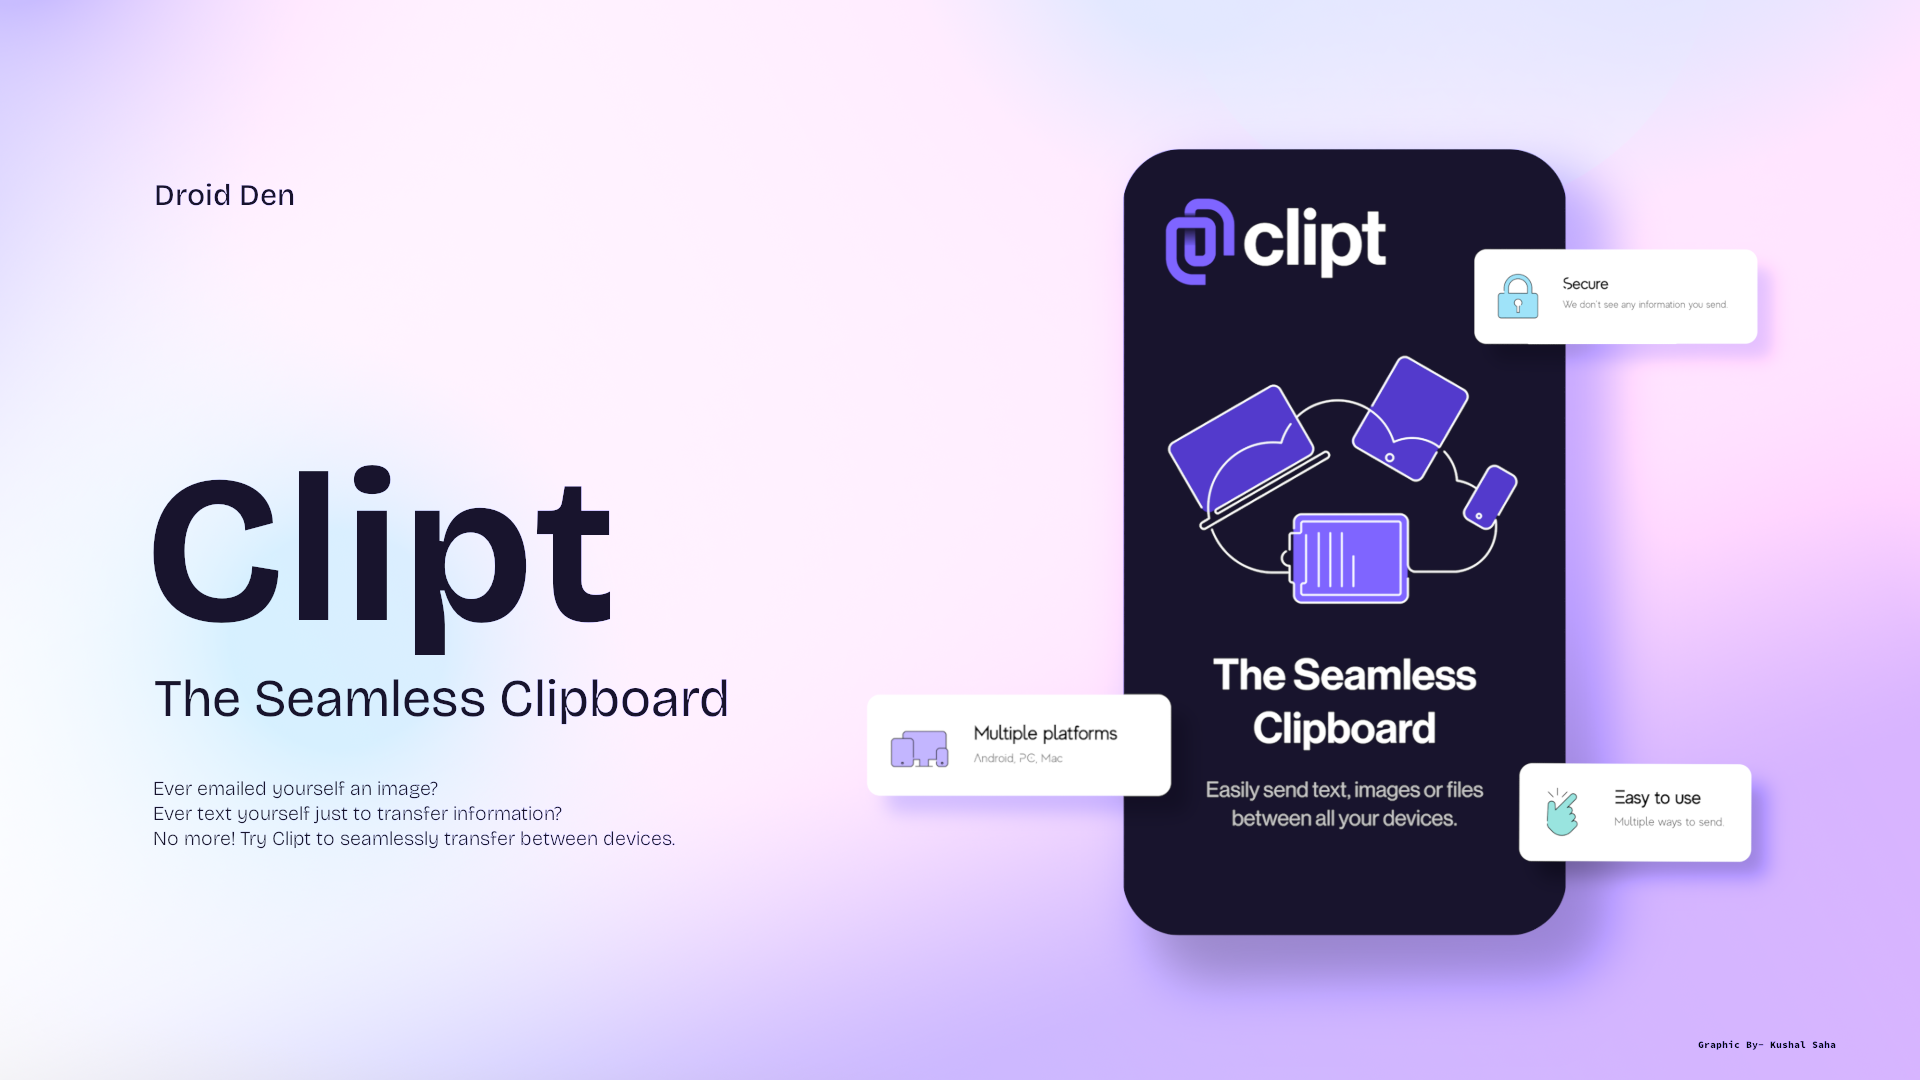 Droid Den
Clipt
The Seamless Clipboard
Ever emailed yourself an image?
Ever text yourself just to transfer information?
No more! Try Clipt to seamlessly transfer between devices.
clipt
Secure
We don't see any information you send.
Multiple platforms
Android, PC, Mac
The Seamless
Clipboard
Easily send text, images or files
between all your devices.
Easy to use
Multiple ways to send.
Graphic By- Kushal Saha